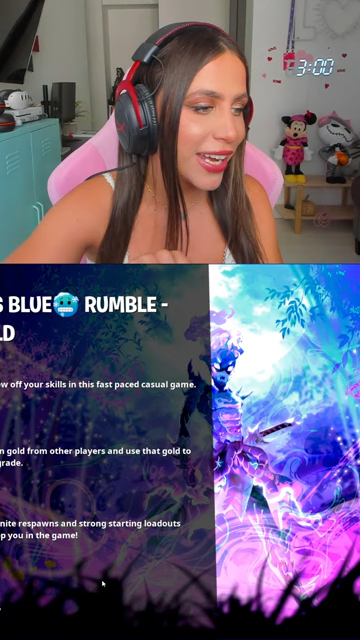 3:00
S BLUE🥶 RUMBLE -
LD
ow off your skills in this fast paced casual game.
n gold from other players and use that gold to
grade.
nite respawns and strong starting loadouts
p you in the game!